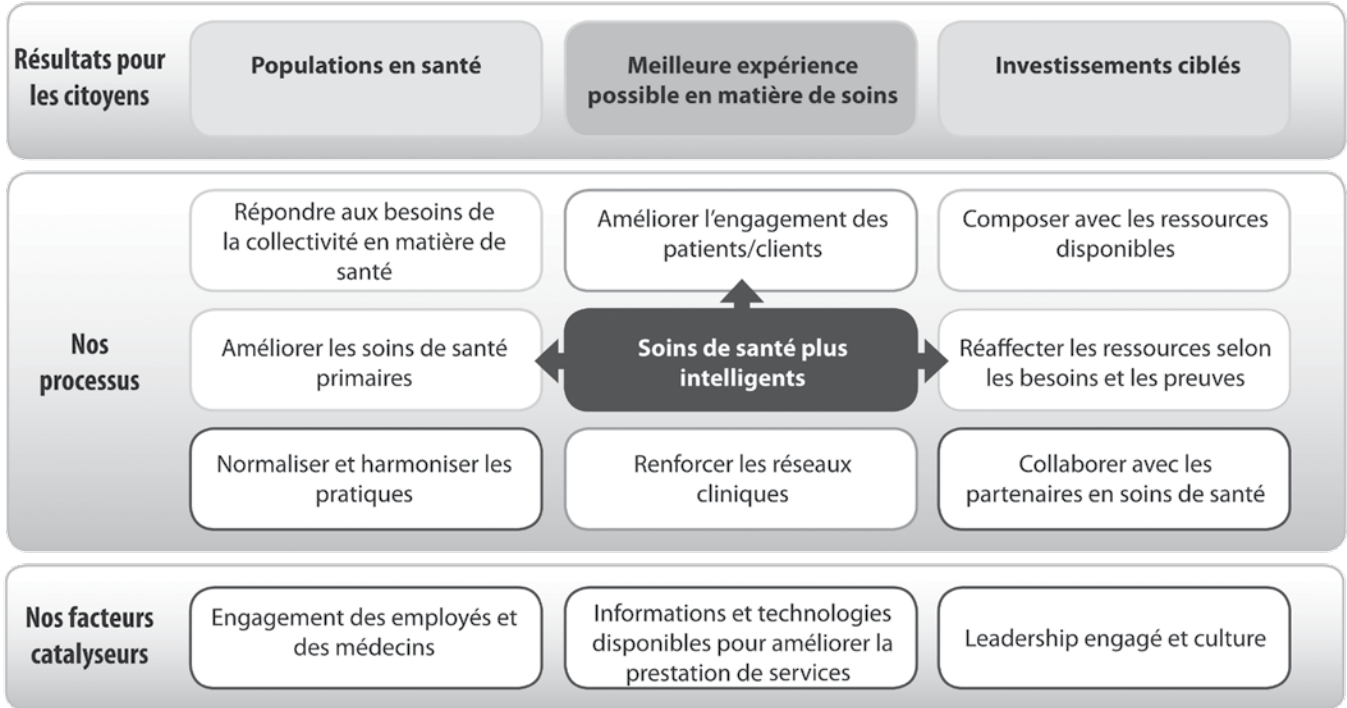 Résultats pour
les citoyens
Populations en santé
Meilleure expérience
possible en matière de soins
Investissements ciblés
Nos
processus
Répondre aux besoins de
la collectivité en matière de
santé
Améliorer l’engagement des
patients/clients
Composer avec les ressources
disponibles
Améliorer les soins de santé
primaires
Soins de santé plus
intelligents
Réaffecter les ressources selon
les besoins et les preuves
Normaliser et harmoniser les
pratiques
Renforcer les réseaux
cliniques
Collaborer avec les
partenaires en soins de santé
Nos facteurs
catalyseurs
Engagement des employés et
des médecins
Informations et technologies
disponibles pour améliorer la
prestation de services
Leadership engagé et culture